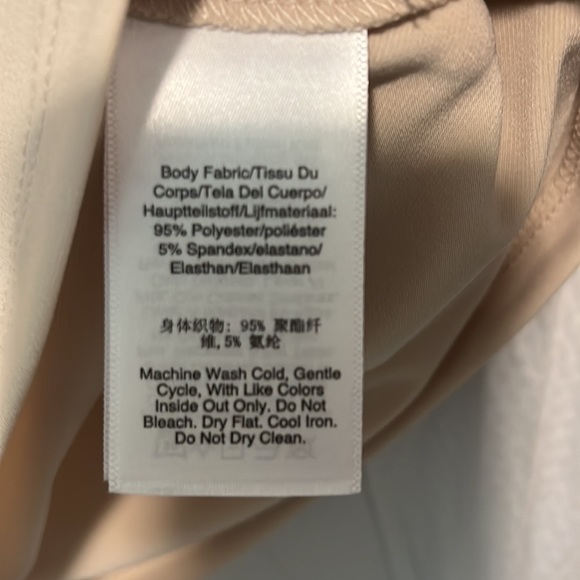 Body Fabric/Tissu Du
Corps/Tela Del Cuerpo/
Hauptteilstoff/Lijfmateriaal:
95% Polyester/poliéster
5% Spandex/elastano/
Elasthan/Elasthaan
身体织物: 95% 聚酯纤
维, 5% 氨纶
Machine Wash Cold, Gentle
Cycle, With Like Colors
Inside Out Only. Do Not
Bleach. Dry Flat. Cool Iron.
Do Not Dry Clean.